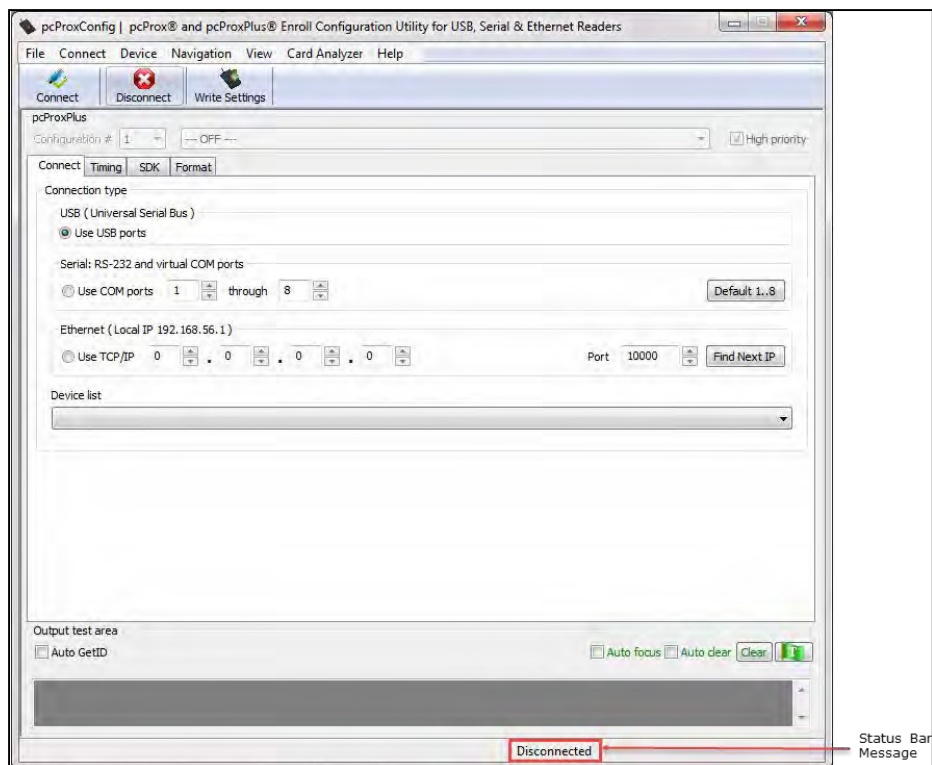 pcProxConfig | pcProx® and pcProxPlus® Enroll Configuration Utility for USB, Serial & Ethernet Readers
File Connect Device Navigation View Card Analyzer Help
Connect Disconnect Write Settings
pcProxPlus
Configuration # 1 --- OFF --- High priority
Connect Timing SDK Format
Connection type
USB ( Universal Serial Bus )
Use USB ports
Serial: RS-232 and virtual COM ports
Use COM ports 1 through 8 Default 1..8
Ethernet ( Local IP 192.168.56.1 )
Use TCP/IP 0 . 0 . 0 . 0 Port 10000 Find Next IP
Device list
Output test area
Auto GetID Auto focus Auto clear Clear
Disconnected
Status Bar
Message